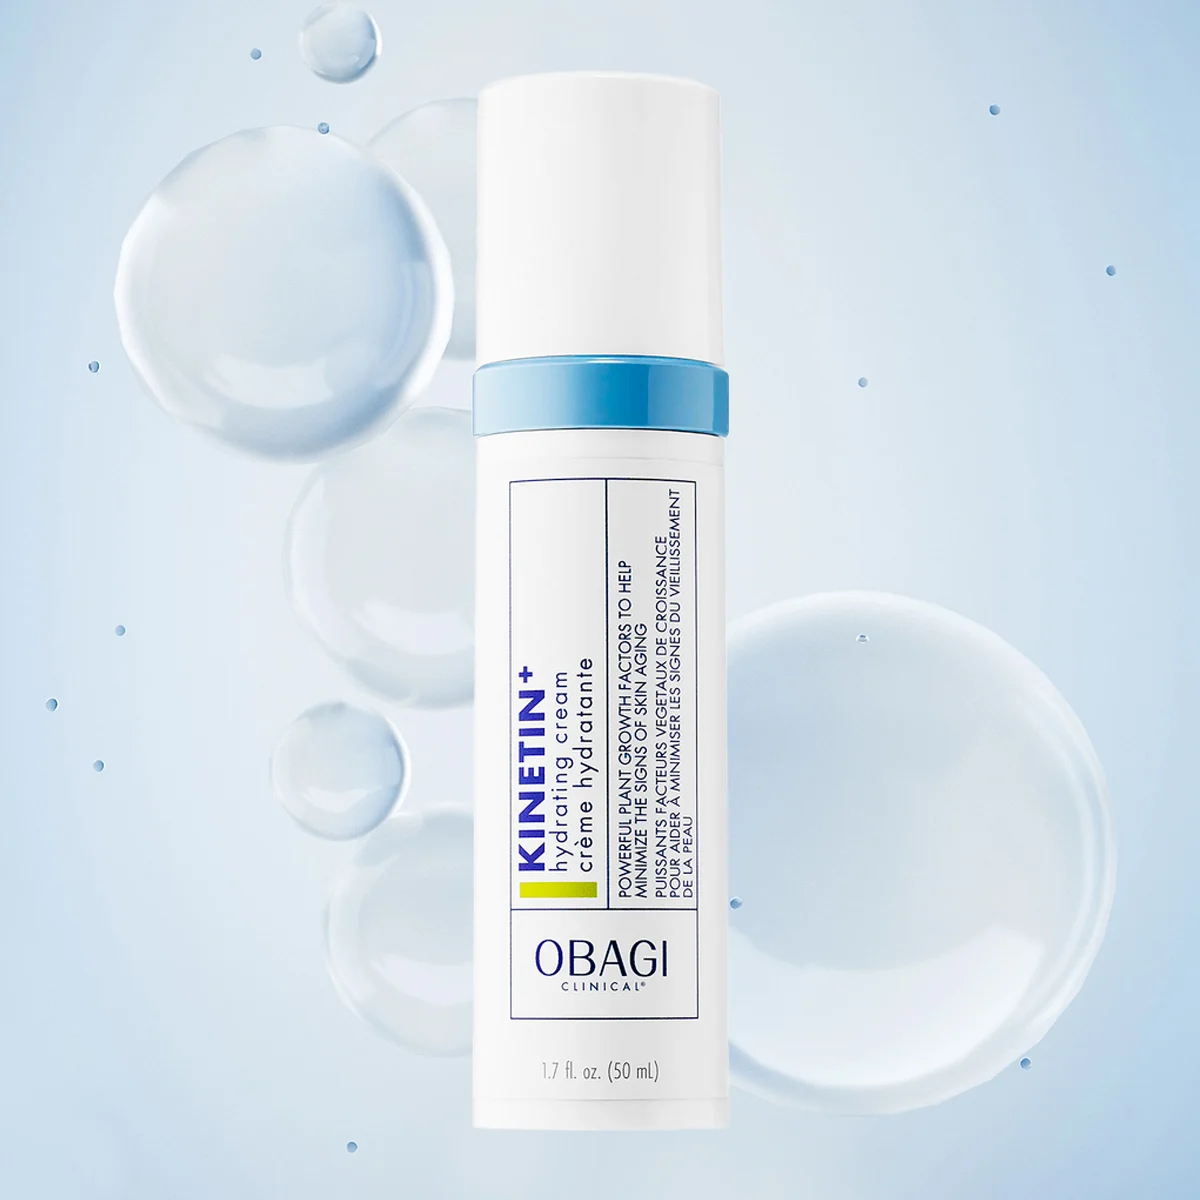 KINETIN+
hydrating cream
crème hydratante
POWERFUL PLANT GROWTH FACTORS TO HELP
MINIMIZE THE SIGNS OF SKIN AGING
PUISSANTS FACTEURS VEGETAUX DE CROISSANCE
POUR AIDER À MINIMISER LES SIGNES DU VIEILLISSEMENT
DE LA PEAU
OBAGI
CLINICAL®
1.7 fl. oz. (50 mL)